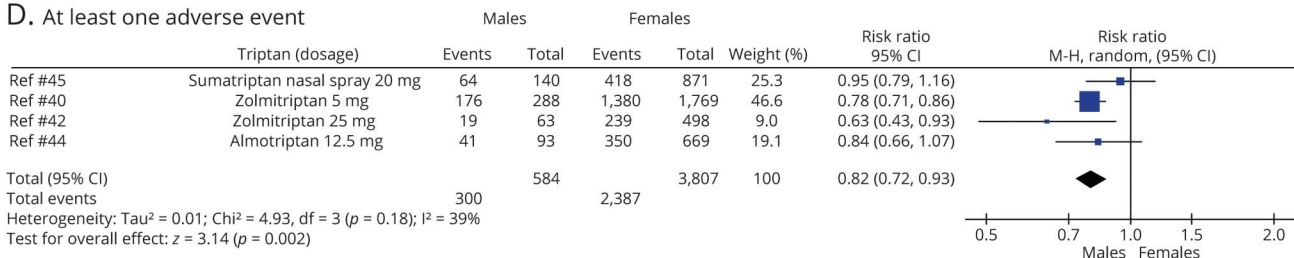 D. At least one adverse event
Males Females
Risk ratio Risk ratio
Triptan (dosage) Events Total Events Total Weight (%) 95% CI M-H, random, (95% CI)
Ref #45 Sumatriptan nasal spray 20 mg 64 140 418 871 25.3 0.95 (0.79, 1.16)
Ref #40 Zolmitriptan 5 mg 176 288 1,380 1,769 46.6 0.78 (0.71, 0.86)
Ref #42 Zolmitriptan 25 mg 19 63 239 498 9.0 0.63 (0.43, 0.93)
Ref #44 Almotriptan 12.5 mg 41 93 350 669 19.1 0.84 (0.66, 1.07)
Total (95% CI) 584 3,807 100 0.82 (0.72, 0.93)
Total events 300 2,387
Heterogeneity: Tau² = 0.01; Chi² = 4.93, df = 3 (p = 0.18); I² = 39%
Test for overall effect: z = 3.14 (p = 0.002)
0.5 0.7 1.0 1.5 2.0
Males Females